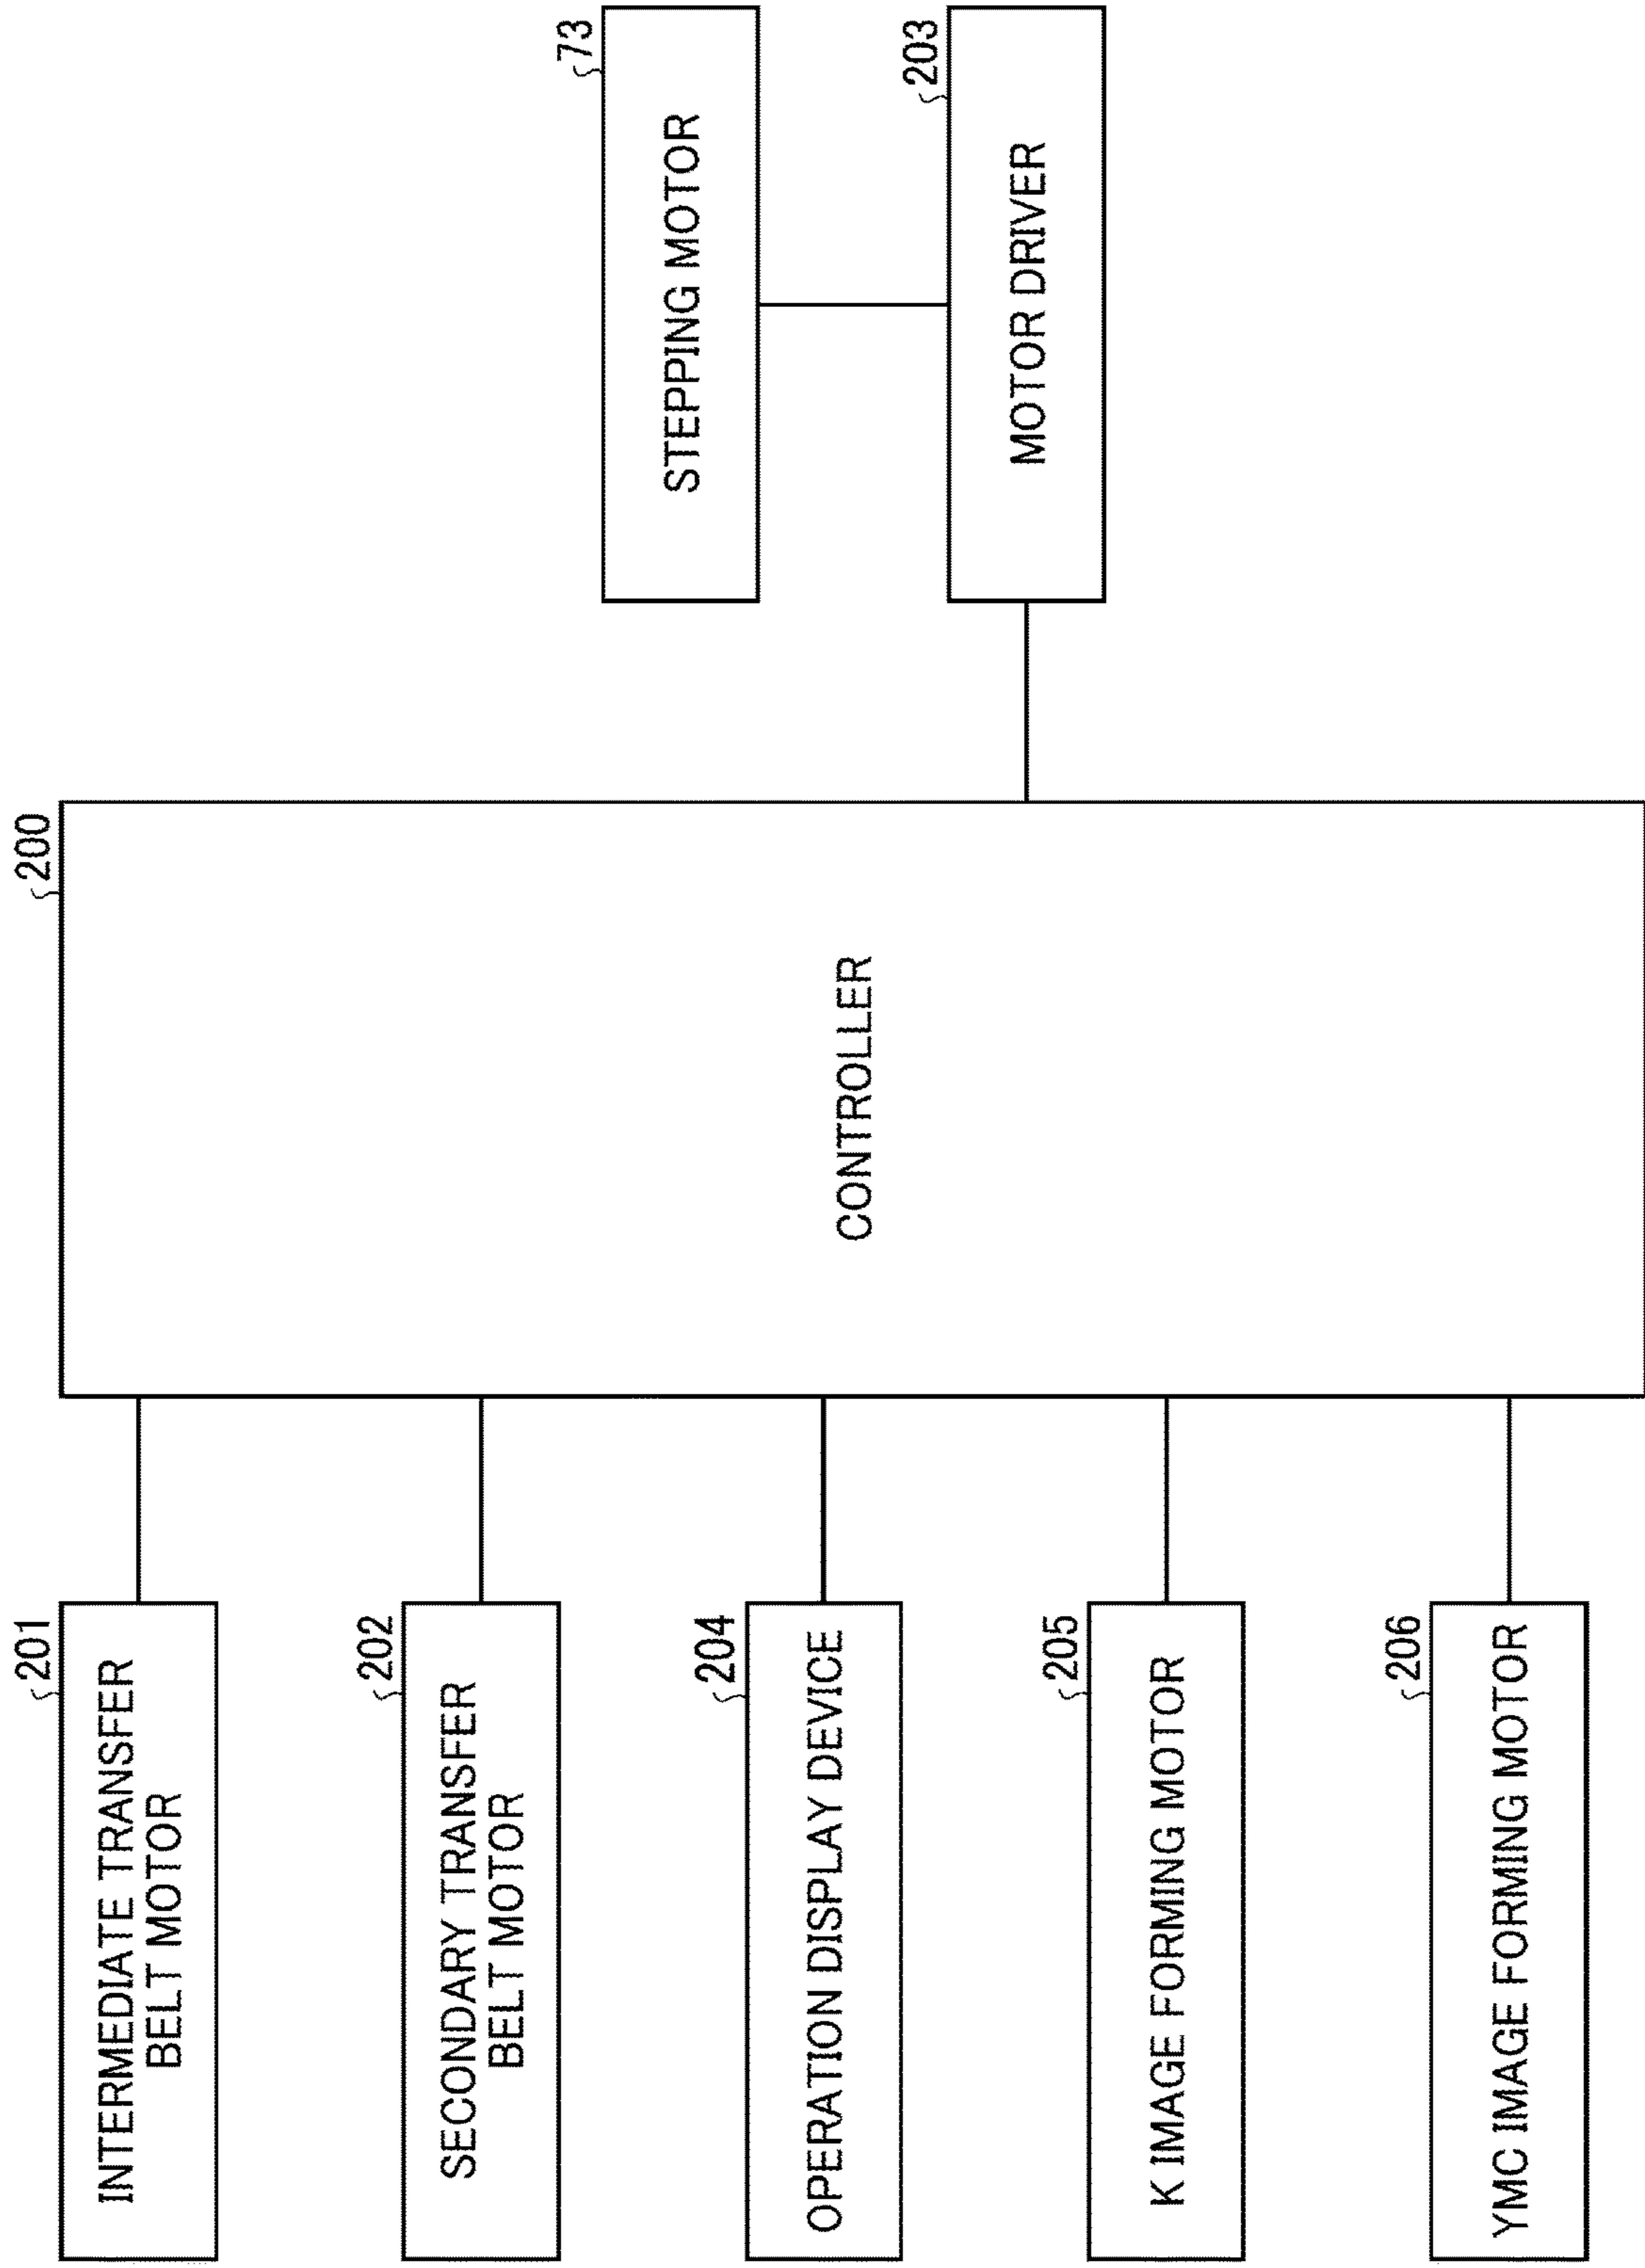 200
CONTROLLER
201
INTERMEDIATE TRANSFER
BELT MOTOR
202
SECONDARY TRANSFER
BELT MOTOR
204
OPERATION DISPLAY DEVICE
205
K IMAGE FORMING MOTOR
206
YMC IMAGE FORMING MOTOR
73
STEPPING MOTOR
203
MOTOR DRIVER